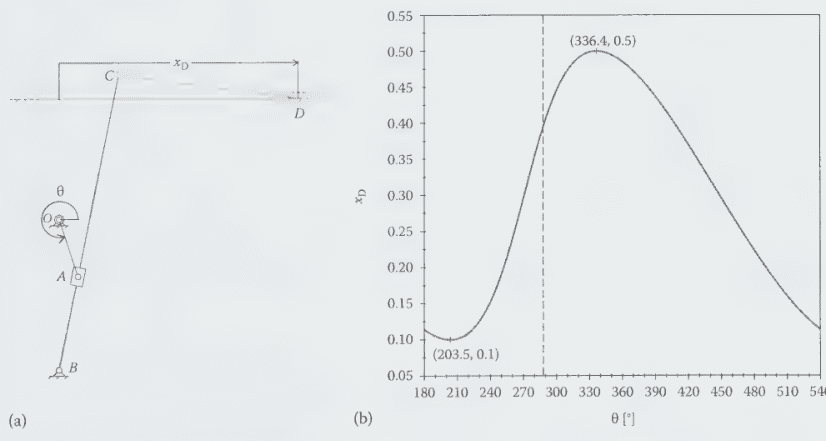 x_D
C
D
θ
O
A
B
(a)
0.55
0.50
0.45
0.40
0.35
0.30
0.25
0.20
0.15
0.10
0.05
x_D
(336.4, 0.5)
(203.5, 0.1)
180 210 240 270 300 330 360 390 420 450 480 510 540
θ [°]
(b)